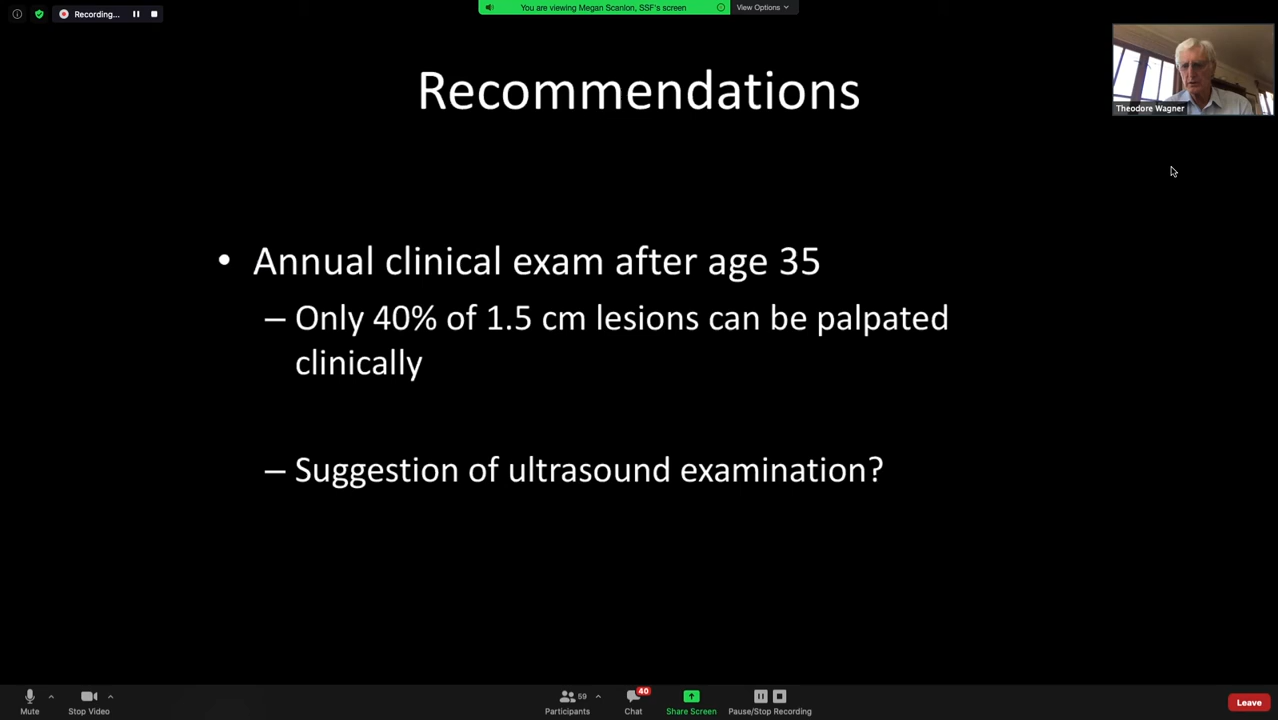 Recording...
You are viewing Megan Scanlon, SSF's screen
View Options
Recommendations
Theodore Wagner
• Annual clinical exam after age 35
– Only 40% of 1.5 cm lesions can be palpated
clinically
– Suggestion of ultrasound examination?
Mute
Stop Video
59
Participants
40
Chat
Share Screen
Pause/Stop Recording
Leave